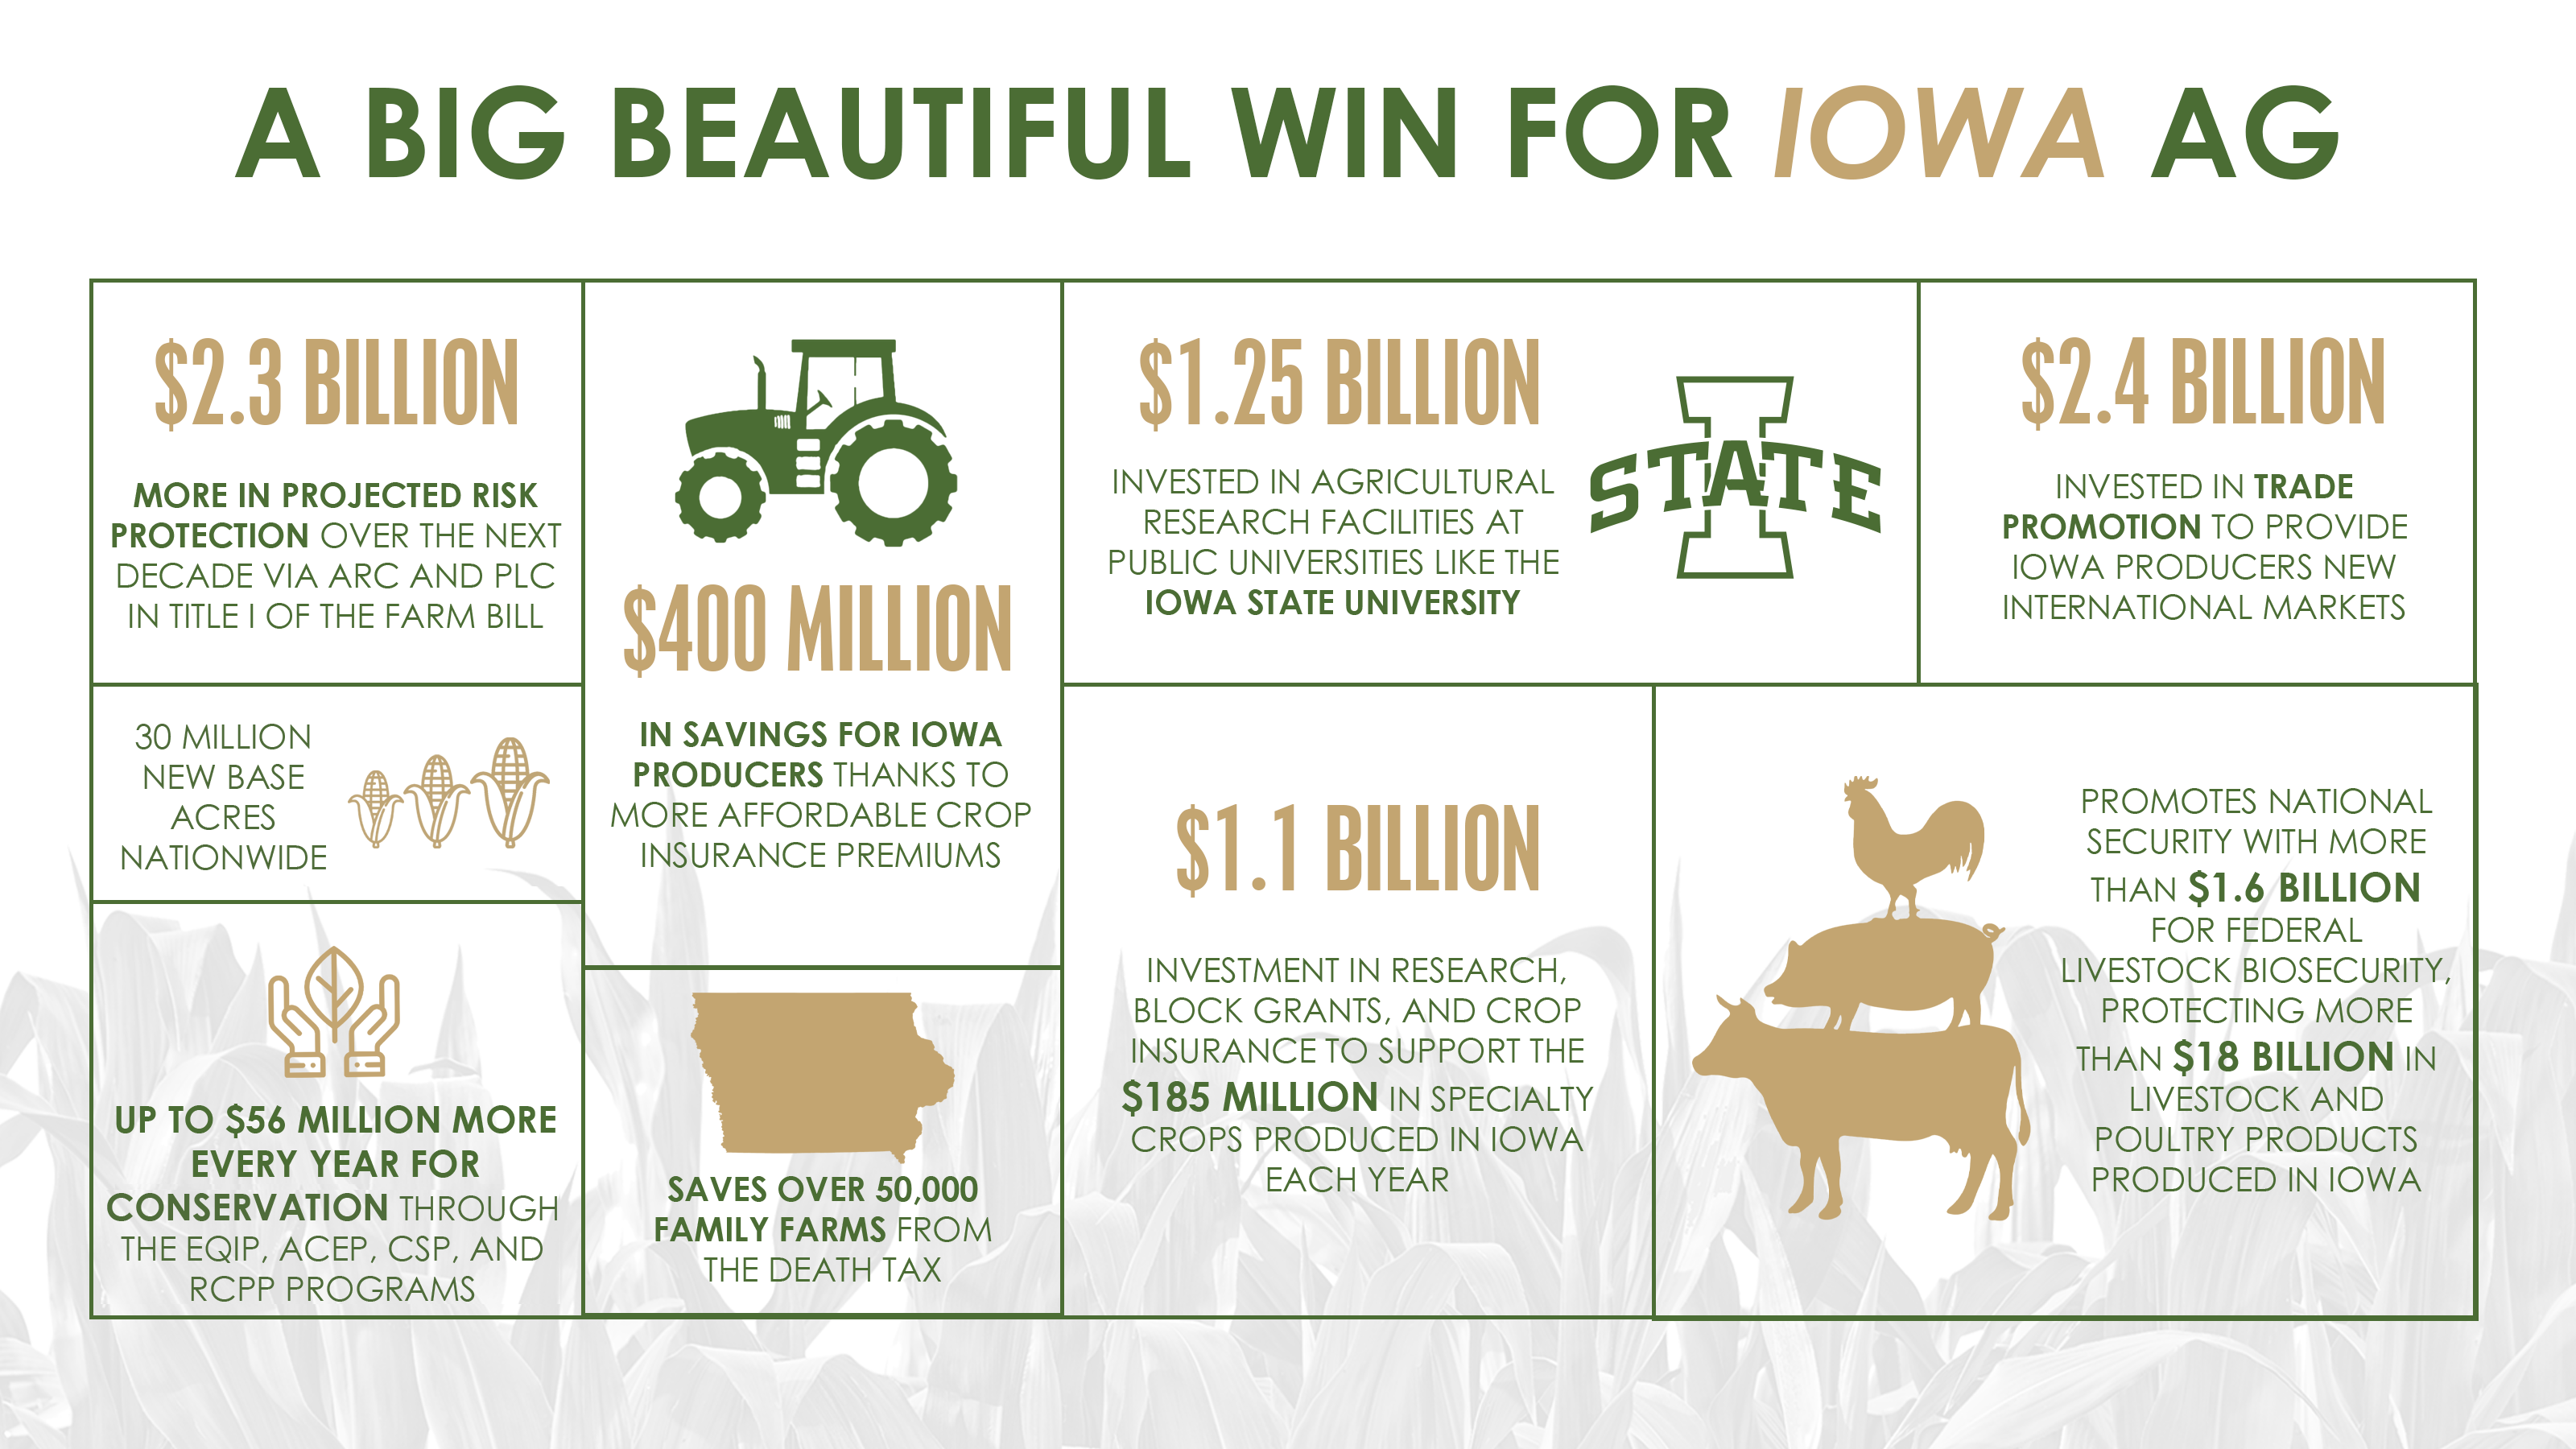 A BIG BEAUTIFUL WIN FOR IOWA AG
$2.3 BILLION
MORE IN PROJECTED RISK
PROTECTION OVER THE NEXT
DECADE VIA ARC AND PLC
IN TITLE I OF THE FARM BILL
$400 MILLION
IN SAVINGS FOR IOWA
PRODUCERS THANKS TO
MORE AFFORDABLE CROP
INSURANCE PREMIUMS
$1.25 BILLION
INVESTED IN AGRICULTURAL
RESEARCH FACILITIES AT
PUBLIC UNIVERSITIES LIKE THE
IOWA STATE UNIVERSITY
I STATE
$2.4 BILLION
INVESTED IN TRADE
PROMOTION TO PROVIDE
IOWA PRODUCERS NEW
INTERNATIONAL MARKETS
30 MILLION
NEW BASE
ACRES
NATIONWIDE
UP TO $56 MILLION MORE
EVERY YEAR FOR
CONSERVATION THROUGH
THE EQIP, ACEP, CSP, AND
RCPP PROGRAMS
SAVES OVER 50,000
FAMILY FARMS FROM
THE DEATH TAX
$1.1 BILLION
INVESTMENT IN RESEARCH,
BLOCK GRANTS, AND CROP
INSURANCE TO SUPPORT THE
$185 MILLION IN SPECIALTY
CROPS PRODUCED IN IOWA
EACH YEAR
PROMOTES NATIONAL
SECURITY WITH MORE
THAN $1.6 BILLION
FOR FEDERAL
LIVESTOCK BIOSECURITY,
PROTECTING MORE
THAN $18 BILLION IN
LIVESTOCK AND
POULTRY PRODUCTS
PRODUCED IN IOWA